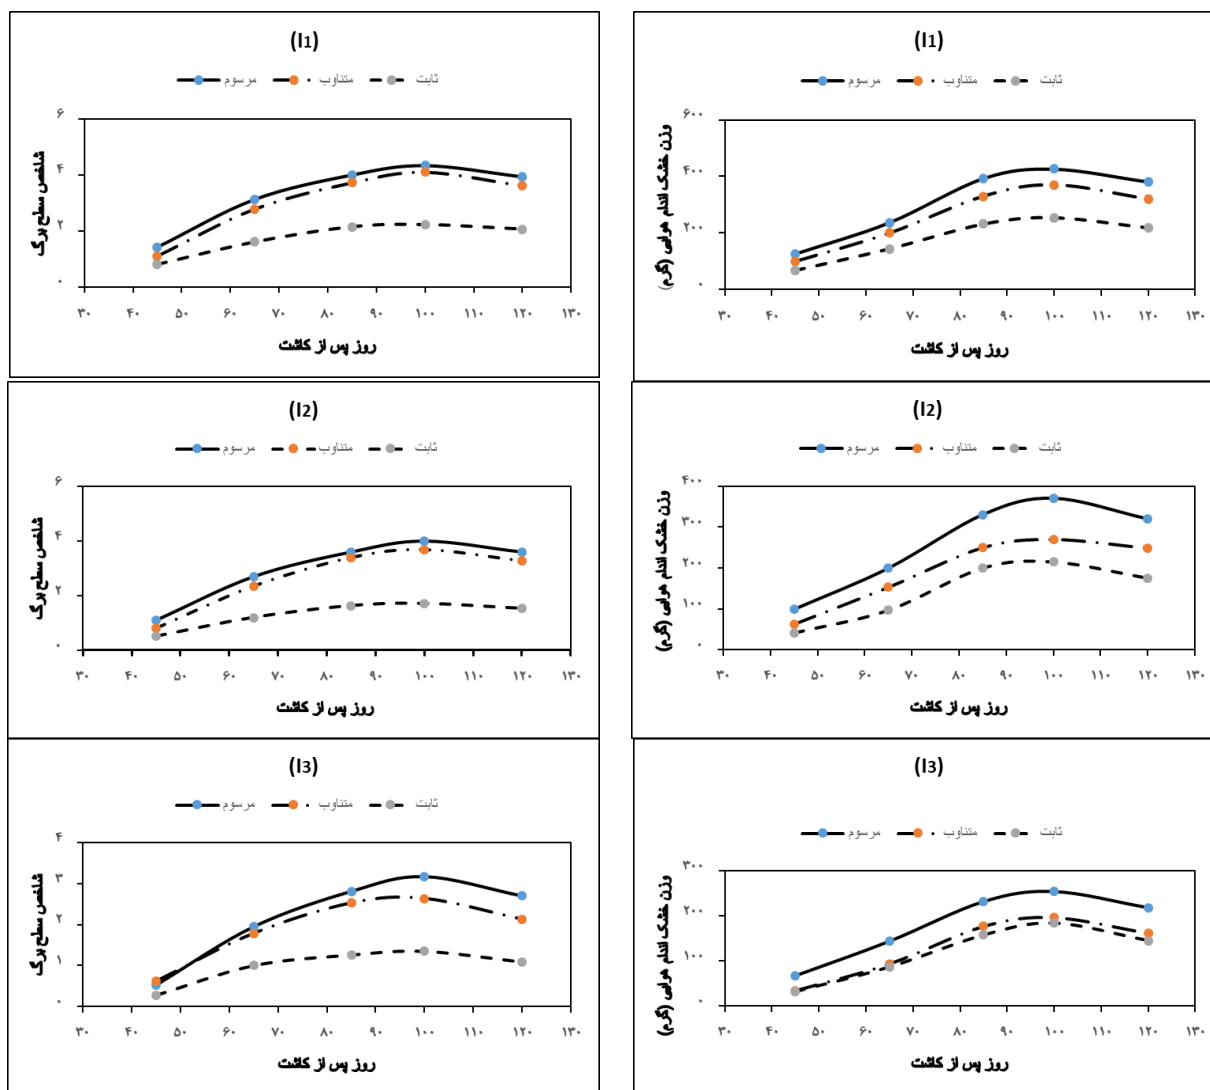 (I1)
مرسوم متناوب ثابت
شاخص سطح برگ
۶
۴
۲
۰
۳۰ ۴۰ ۵۰ ۶۰ ۷۰ ۸۰ ۹۰ ۱۰۰ ۱۱۰ ۱۲۰ ۱۳۰
روز پس از کاشت
(I1)
مرسوم متناوب ثابت
وزن خشک اندام هوایی (گرم)
۶۰۰
۴۰۰
۲۰۰
۰
۳۰ ۴۰ ۵۰ ۶۰ ۷۰ ۸۰ ۹۰ ۱۰۰ ۱۱۰ ۱۲۰ ۱۳۰
روز پس از کاشت
(I2)
مرسوم متناوب ثابت
شاخص سطح برگ
۶
۴
۲
۰
۳۰ ۴۰ ۵۰ ۶۰ ۷۰ ۸۰ ۹۰ ۱۰۰ ۱۱۰ ۱۲۰ ۱۳۰
روز پس از کاشت
(I2)
مرسوم متناوب ثابت
وزن خشک اندام هوایی (گرم)
۴۰۰
۳۰۰
۲۰۰
۱۰۰
۰
۳۰ ۴۰ ۵۰ ۶۰ ۷۰ ۸۰ ۹۰ ۱۰۰ ۱۱۰ ۱۲۰ ۱۳۰
روز پس از کاشت
(I3)
مرسوم متناوب ثابت
شاخص سطح برگ
۴
۳
۲
۱
۰
۳۰ ۴۰ ۵۰ ۶۰ ۷۰ ۸۰ ۹۰ ۱۰۰ ۱۱۰ ۱۲۰ ۱۳۰
روز پس از کاشت
(I3)
مرسوم متناوب ثابت
وزن خشک اندام هوایی (گرم)
۳۰۰
۲۰۰
۱۰۰
۰
۳۰ ۴۰ ۵۰ ۶۰ ۷۰ ۸۰ ۹۰ ۱۰۰ ۱۱۰ ۱۲۰ ۱۳۰
روز پس از کاشت